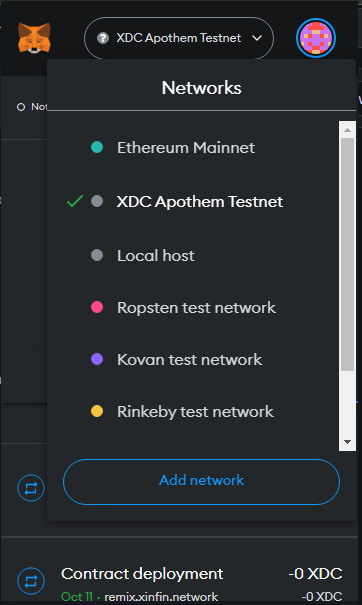 XDC Apothem Testnet
Networks
Not
Ethereum Mainnet
XDC Apothem Testnet
Local host
Ropsten test network
Kovan test network
Rinkeby test network
Add network
Contract deployment -0 XDC
Oct 11 · remix.xinfin.network -0 XDC